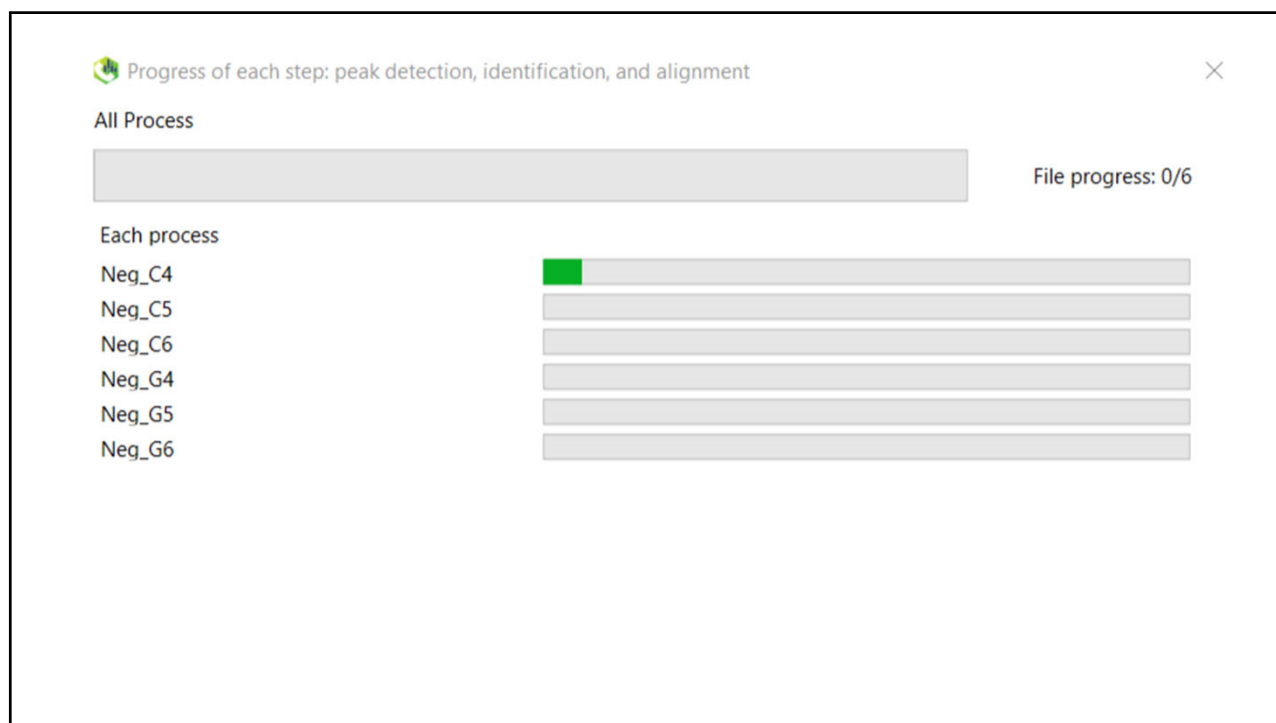 Progress of each step: peak detection, identification, and alignment
All Process
File progress: 0/6
Each process
Neg_C4
Neg_C5
Neg_C6
Neg_G4
Neg_G5
Neg_G6